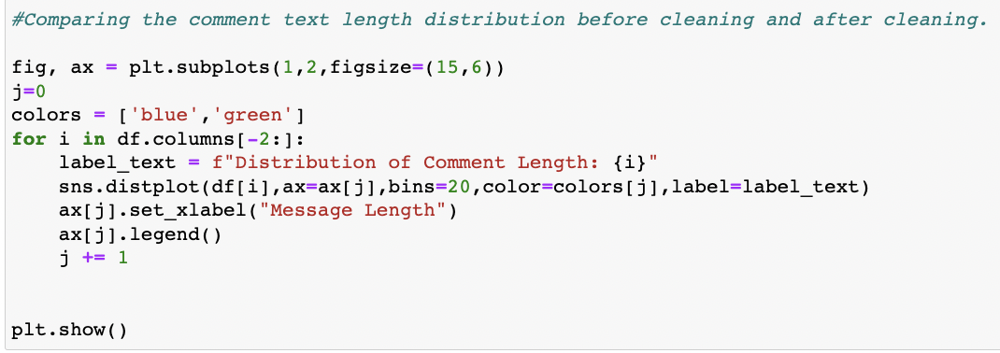 #Comparing the comment text length distribution before cleaning and after cleaning.
fig, ax = plt.subplots(1,2,figsize=(15,6))
j=0
colors = ['blue','green']
for i in df.columns[-2:]:
    label_text = f"Distribution of Comment Length: {i}"
    sns.distplot(df[i],ax=ax[j],bins=20,color=colors[j],label=label_text)
    ax[j].set_xlabel("Message Length")
    ax[j].legend()
    j += 1
plt.show()